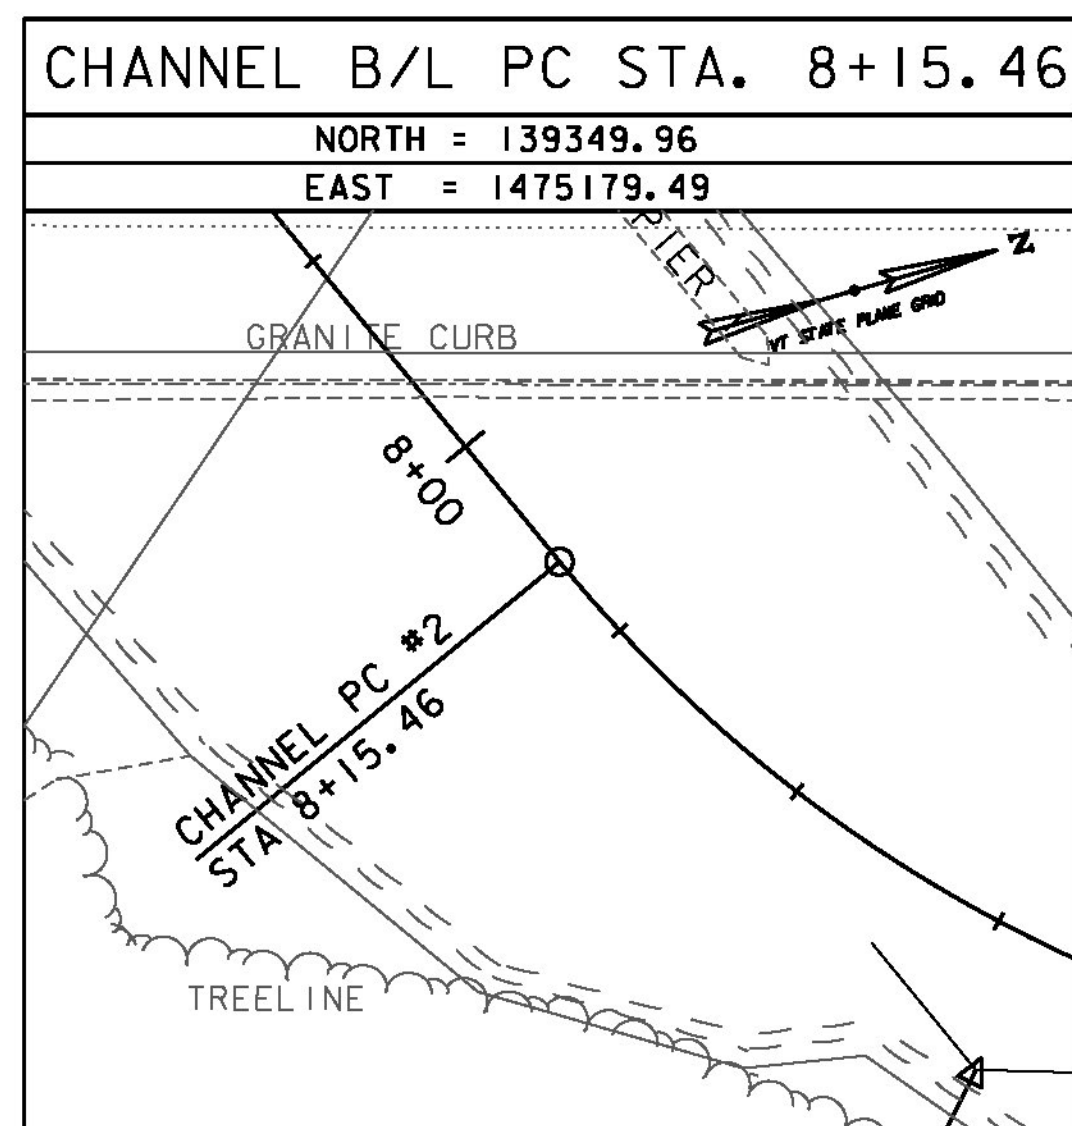 CHANNEL B/L PC STA. 8+15.46
NORTH = 139349.96
EAST = 1475179.49
PIER
N
VT STATE PLANE GRID
GRANITE CURB
8+00
CHANNEL PC #2
STA 8+15.46
TREELINE